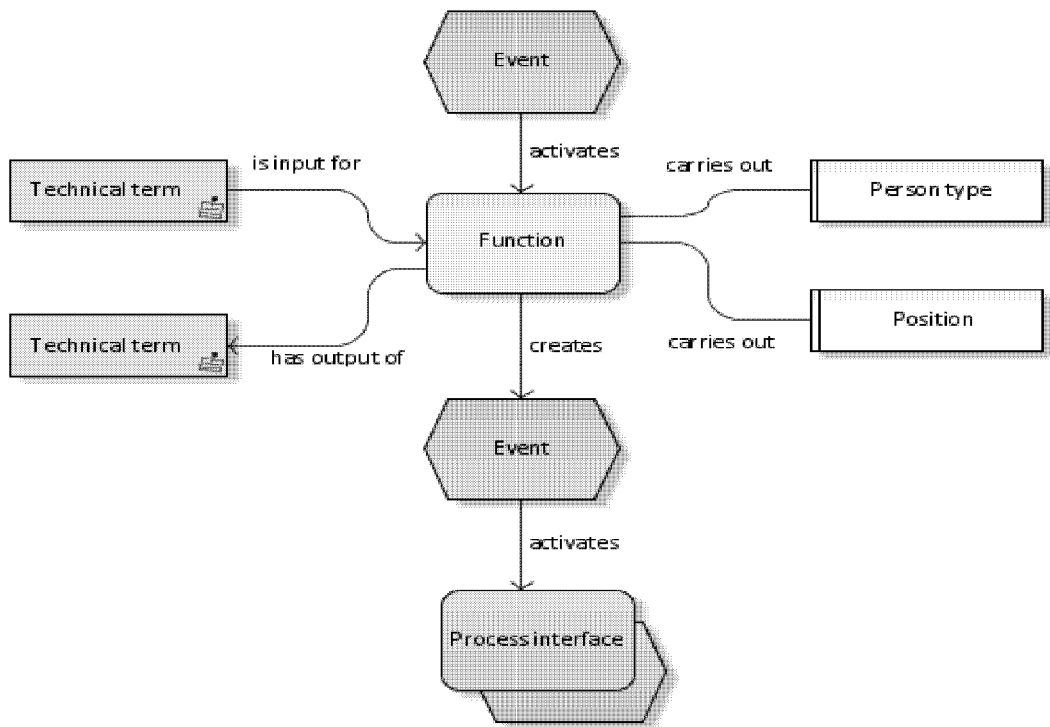 Event
activates
is input for
carries out
Technical term
Person type
Function
Technical term
has output of
creates
carries out
Position
Event
activates
Process interface